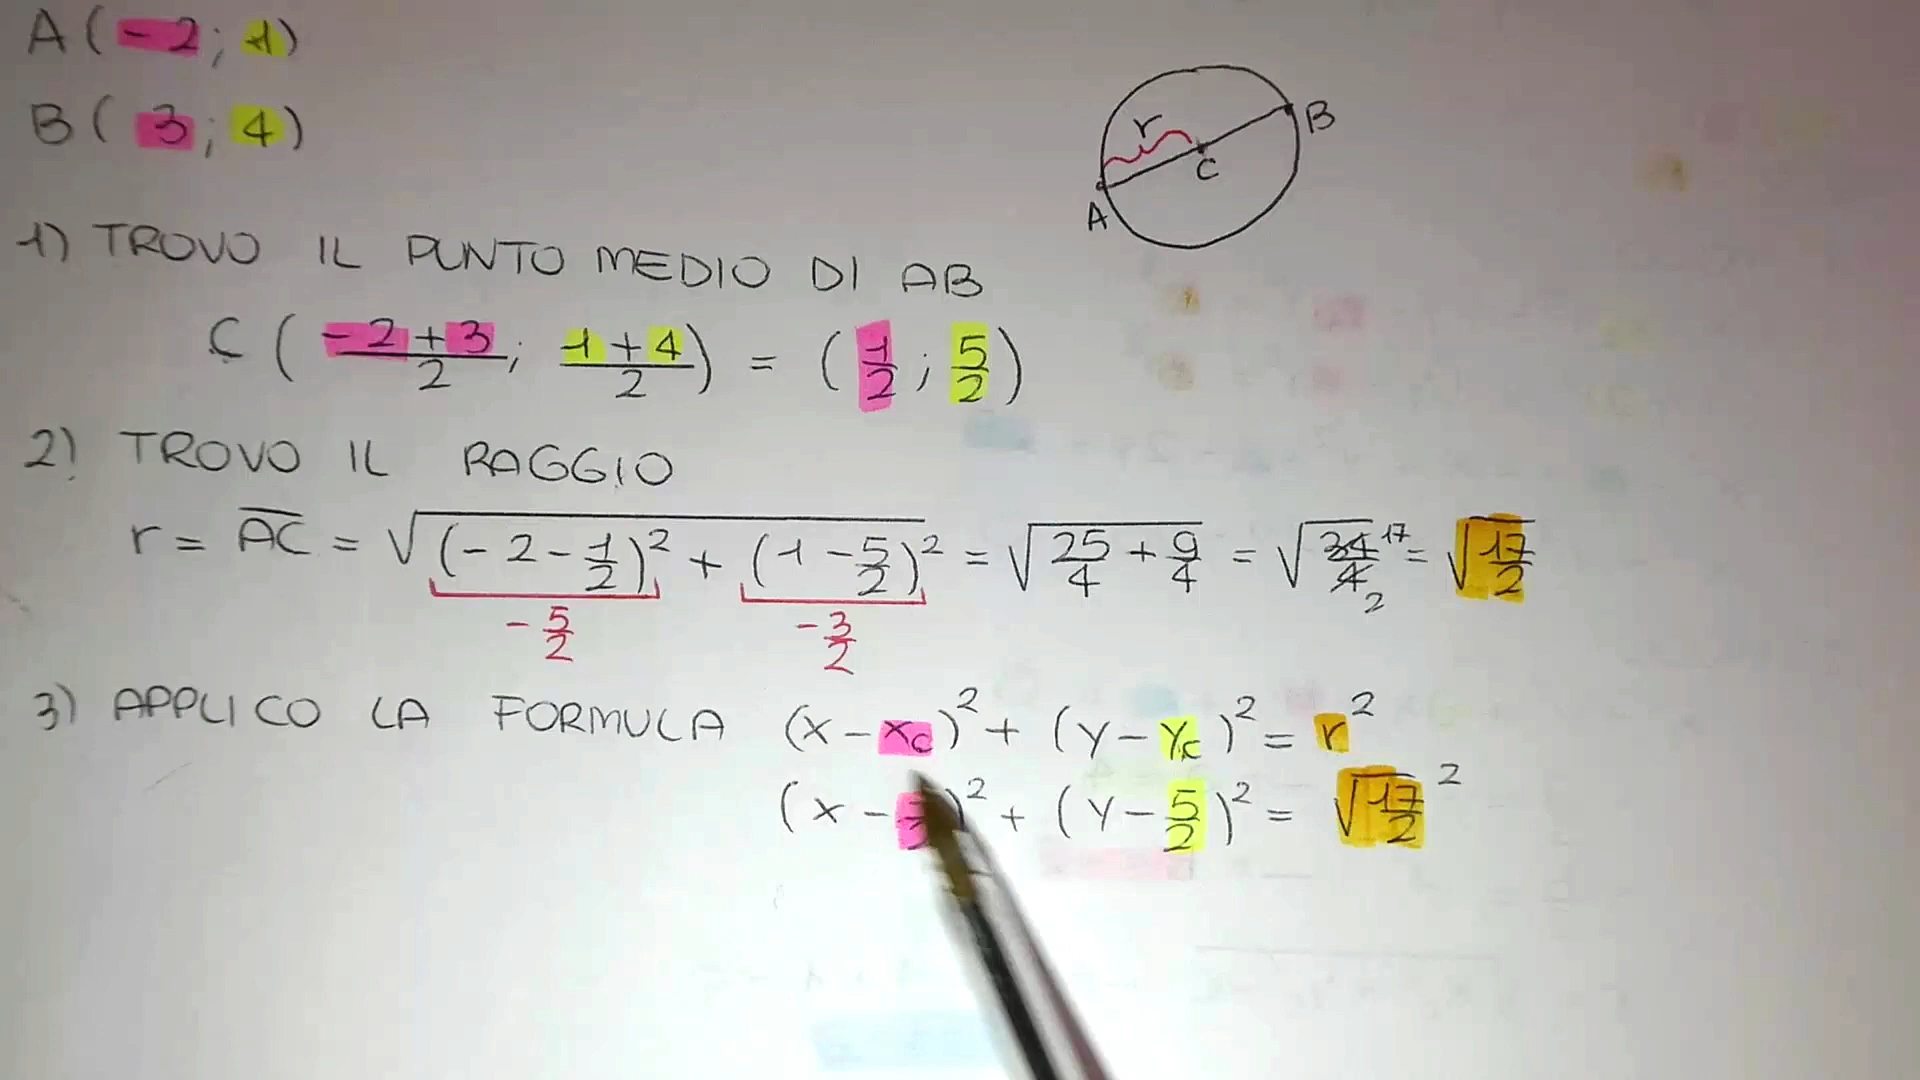 A (-2; 1)
B ( 3; 4)
r
B
C
A
1) TROVO IL PUNTO MEDIO DI AB
C ( -2+3/2 ; 1+4/2 ) = ( 1/2 ; 5/2 )
2) TROVO IL RAGGIO
r = AC = √(-2-1/2)² + (1-5/2)² = √25/4 + 9/4 = √34/4 17 2 = √17/2
-5/2 -3/2
3) APPLICO LA FORMULA (x-xc)² + (y-yc)² = r²
(x- /2)² + (y-5/2)² = √17/2 ²